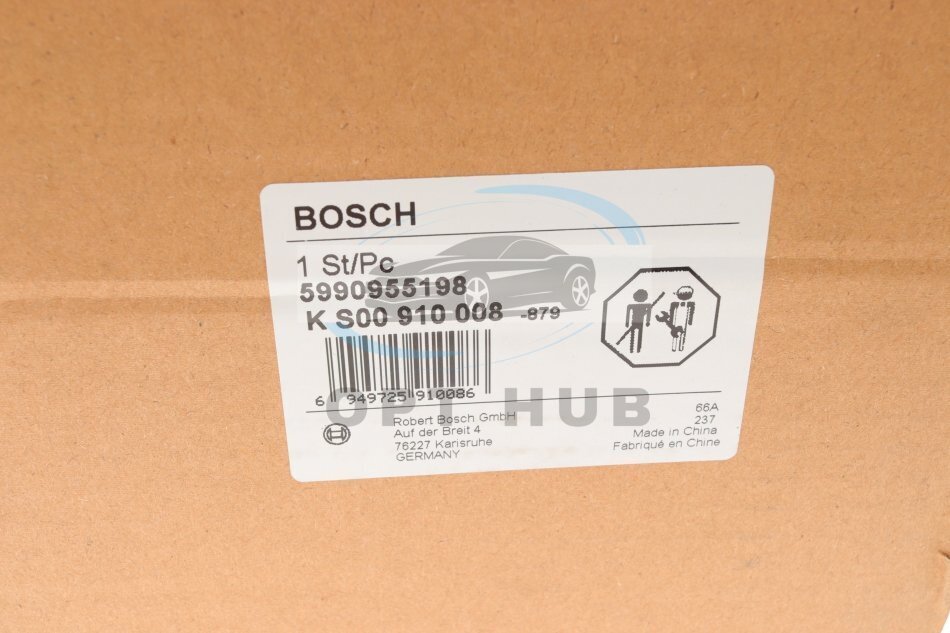 BOSCH
1 St/Pc
5990955198
K S00 910 008 -879
6 949725 910086
OPT HUB
Robert Bosch GmbH
Auf der Breit 4
76227 Karlsruhe
GERMANY
66A
237
Made in China
Fabriqué en Chine